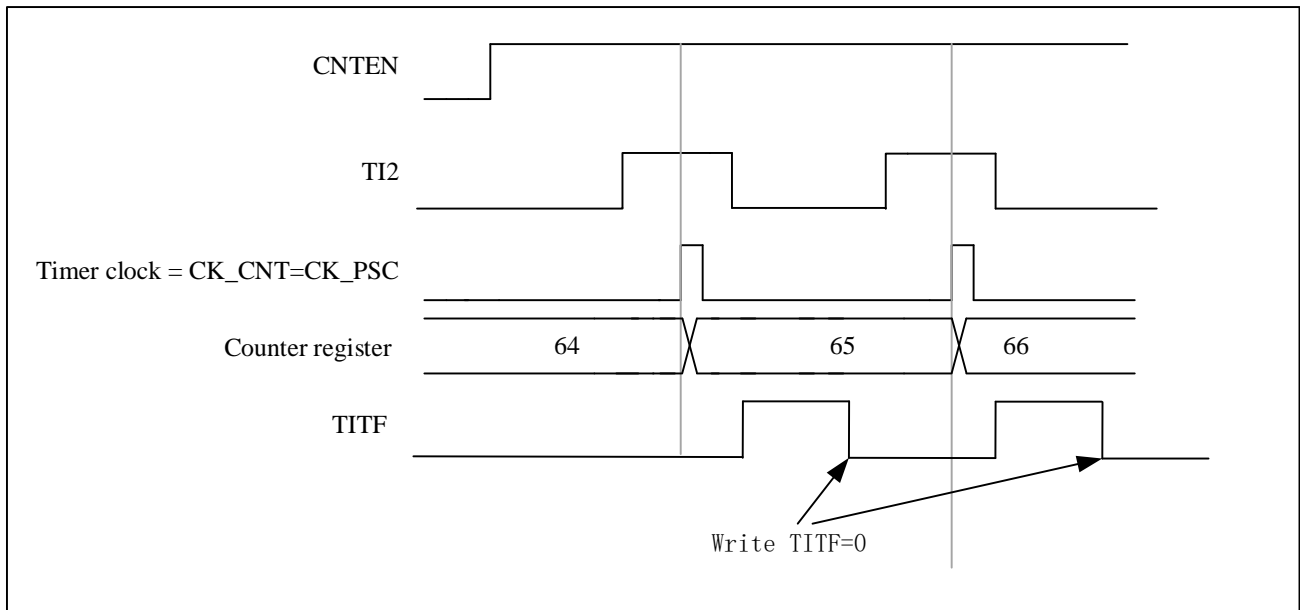 CNTEN
TI2
Timer clock = CK_CNT=CK_PSC
Counter register 64 65 66
TITF
Write TITF=0